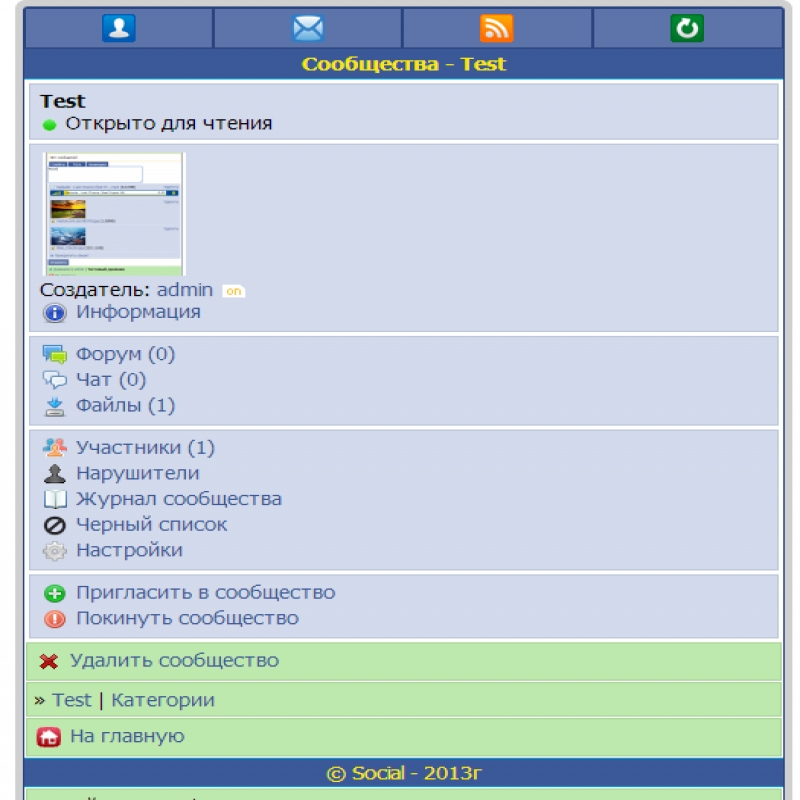 Сообщества - Test
Test
Открыто для чтения
Создатель: admin on
Информация
Форум (0)
Чат (0)
Файлы (1)
Участники (1)
Нарушители
Журнал сообщества
Черный список
Настройки
Пригласить в сообщество
Покинуть сообщество
Удалить сообщество
» Test | Категории
На главную
© Social - 2013г